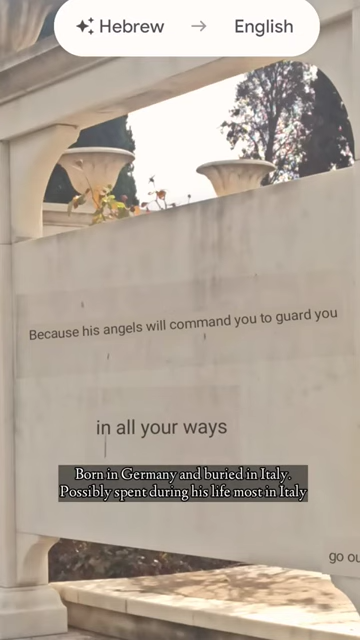 Hebrew → English
Because his angels will command you to guard you
in all your ways
Born in Germany and buried in Italy.
Possibly spent during his life most in Italy
go ou